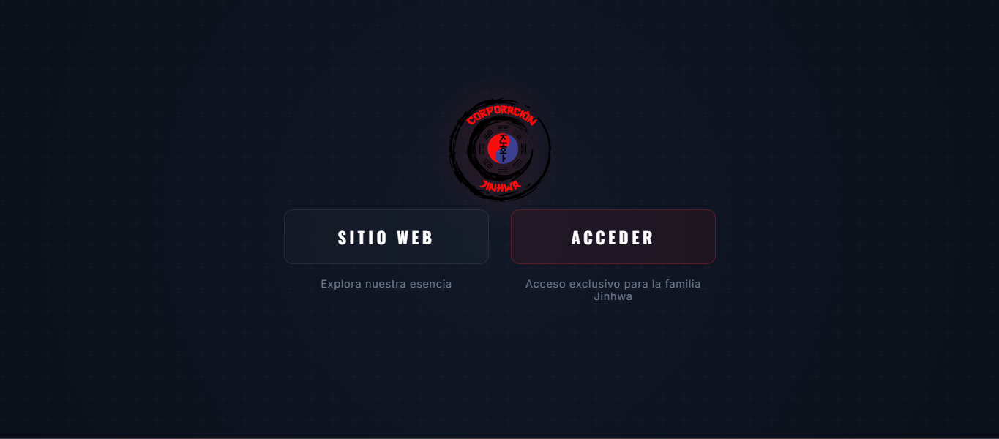 CORPORACIÓN
JINHWA
SITIO WEB
ACCEDER
Explora nuestra esencia
Acceso exclusivo para la familia
Jinhwa